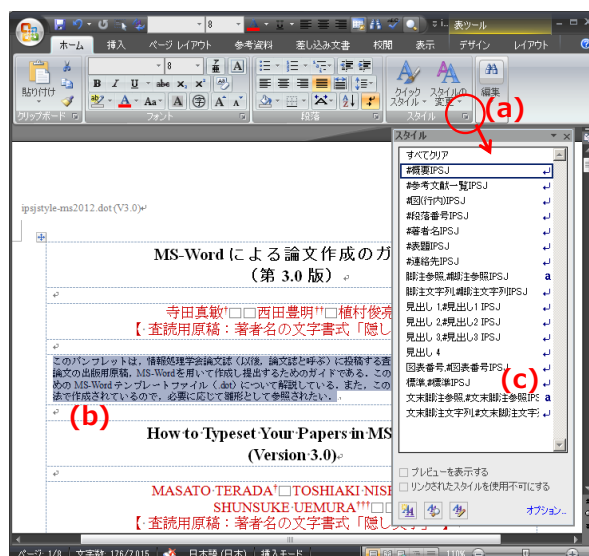 表ツール
ホーム 挿入 ページ レイアウト 参考資料 差し込み文書 校閲 表示 デザイン レイアウト
貼り付け
クイック スタイル スタイルの変更 編集
クリップボード フォント 段落 スタイル
(a)
スタイル
すべてクリア
#概要IPSJ
#参考文献一覧IPSJ
#図(行内)IPSJ
#段落番号IPSJ
#著者名IPSJ
#表題IPSJ
#連絡先IPSJ
脚注参照,#脚注参照IPSJ
脚注文字列,#脚注文字列IPSJ
見出し 1,#見出し1 IPSJ
見出し 2,#見出し2 IPSJ
見出し 3,#見出し3 IPSJ
見出し 4
図表番号,#図表番号IPSJ
標準,#標準IPSJ
文末脚注参照,#文末脚注参照IPS
文末脚注文字列,#文末脚注文字
(c)
プレビューを表示する
リンクされたスタイルを使用不可にする
オプション...
ipsjstyle-ms2012.dot(V3.0)
MS-Word による論文作成のガ
(第 3.0 版)
寺田真敏†□□西田豊明††□植村俊亮
【査読用原稿：著者名の文字書式「隠し
このパンフレットは，情報処理学会論文誌（以後，論文誌と呼ぶ）に投稿する査
論文の出版用原稿，MS-Wordを用いて作成し提出するためのガイドである．この
めの MS-Word テンプレートファイル（.dot）について解説している．また，この
法で作成されているので，必要に応じて雛形として参照されたい．
(b)
How to Typeset Your Papers in MS
(Version 3.0)
MASATO TERADA†□TOSHIAKI NISH
SHUNSUKE UEMURA†††□
【査読用原稿：著者名の文字書式「隠し文字
ページ: 1/8 文字数: 176/7,015 日本語 (日本) 挿入モード 110%